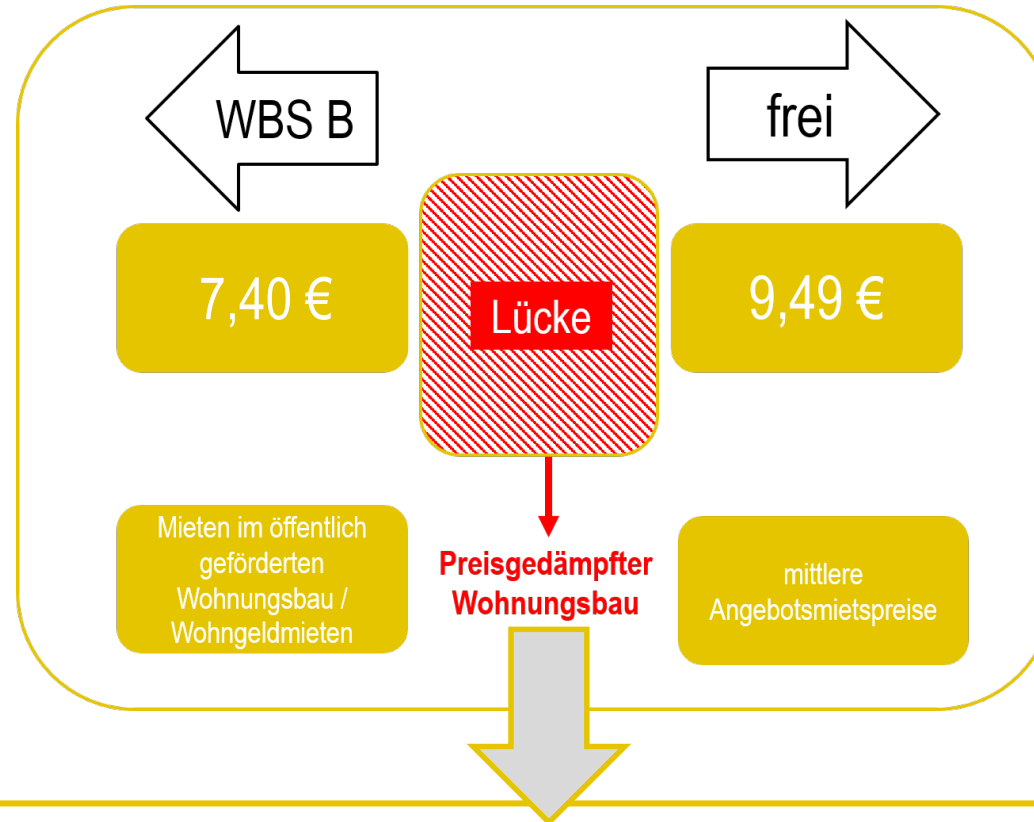 WBS B
frei
7,40 €
Lücke
9,49 €
Mieten im öffentlich
geförderten
Wohnungsbau /
Wohngeldmieten
Preisgedämpfter
Wohnungsbau
mittlere
Angebotsmietspreise